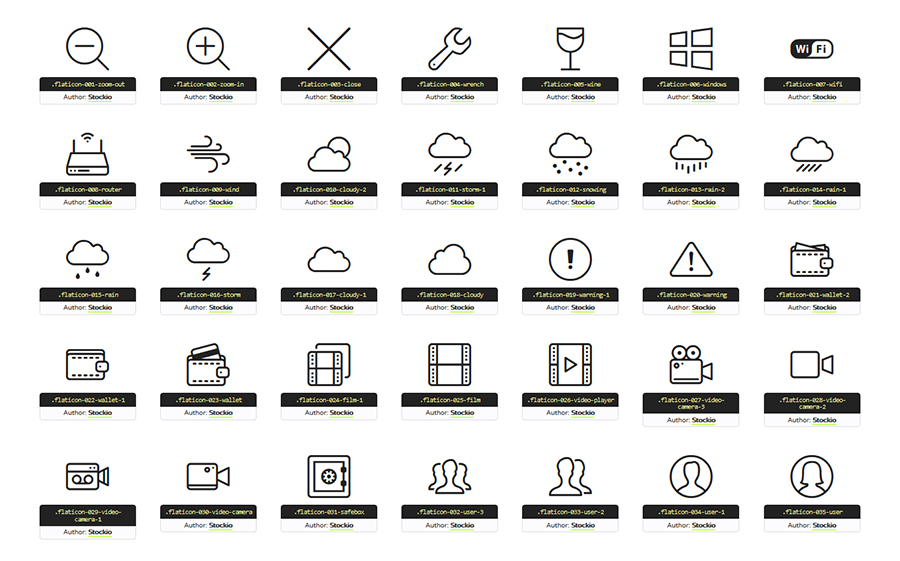 Wi Fi
.flaticon-001-zoom-out
.flaticon-002-zoom-in
.flaticon-003-close
.flaticon-004-wrench
.flaticon-005-wine
.flaticon-006-windows
.flaticon-007-wifi
Author: Stockio
Author: Stockio
Author: Stockio
Author: Stockio
Author: Stockio
Author: Stockio
Author: Stockio
.flaticon-008-router
.flaticon-009-wind
.flaticon-010-cloudy-2
.flaticon-011-storm-1
.flaticon-012-snowing
.flaticon-013-rain-2
.flaticon-014-rain-1
Author: Stockio
Author: Stockio
Author: Stockio
Author: Stockio
Author: Stockio
Author: Stockio
Author: Stockio
.flaticon-015-rain
.flaticon-016-storm
.flaticon-017-cloudy-1
.flaticon-018-cloudy
.flaticon-019-warning-1
.flaticon-020-warning
.flaticon-021-wallet-2
Author: Stockio
Author: Stockio
Author: Stockio
Author: Stockio
Author: Stockio
Author: Stockio
Author: Stockio
.flaticon-022-wallet-1
.flaticon-023-wallet
.flaticon-024-film-1
.flaticon-025-film
.flaticon-026-video-player
.flaticon-027-video-
camera-3
.flaticon-028-video-
camera-2
Author: Stockio
Author: Stockio
Author: Stockio
Author: Stockio
Author: Stockio
Author: Stockio
Author: Stockio
.flaticon-029-video-
camera-1
.flaticon-030-video-camera
.flaticon-031-safebox
.flaticon-032-user-3
.flaticon-033-user-2
.flaticon-034-user-1
.flaticon-035-user
Author: Stockio
Author: Stockio
Author: Stockio
Author: Stockio
Author: Stockio
Author: Stockio
Author: Stockio